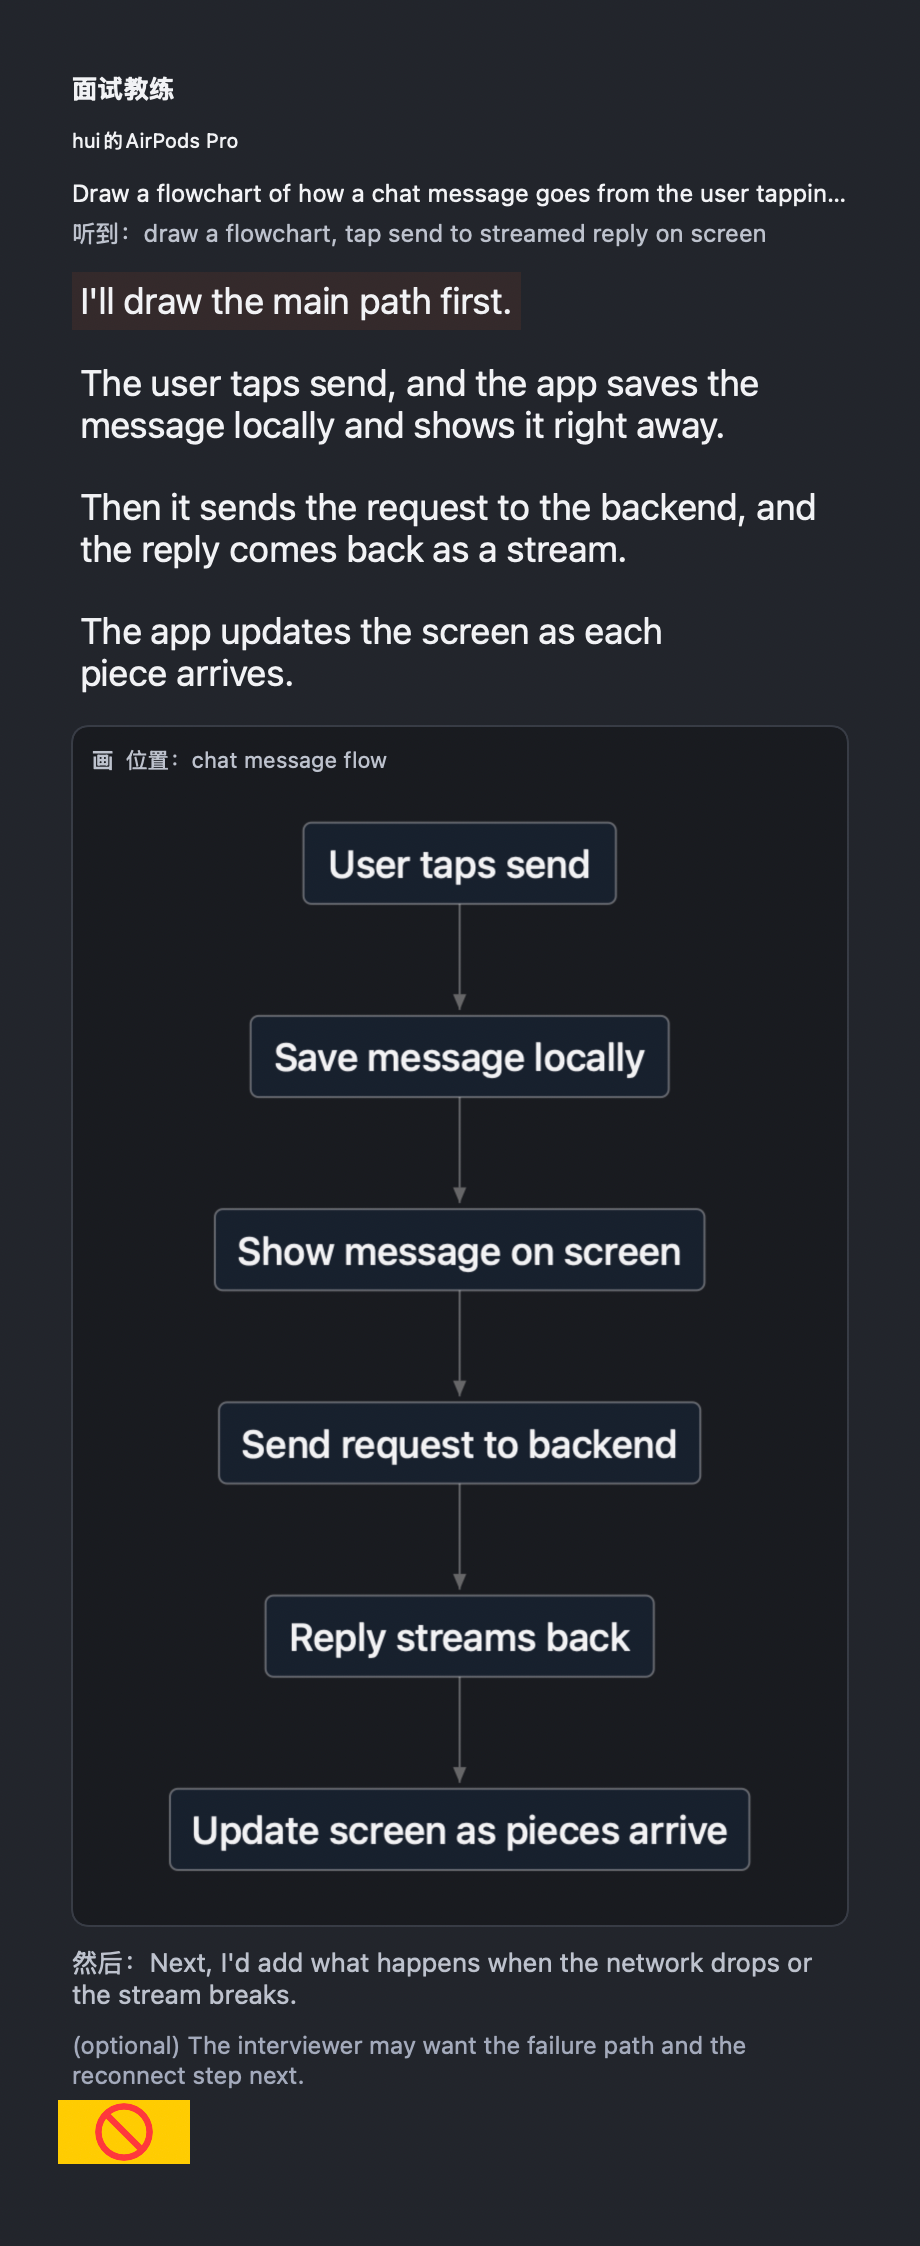 面试教练
hui的AirPods Pro
Draw a flowchart of how a chat message goes from the user tappin...
听到：draw a flowchart, tap send to streamed reply on screen
I'll draw the main path first.
The user taps send, and the app saves the
message locally and shows it right away.
Then it sends the request to the backend, and
the reply comes back as a stream.
The app updates the screen as each
piece arrives.
画 位置：chat message flow
User taps send
Save message locally
Show message on screen
Send request to backend
Reply streams back
Update screen as pieces arrive
然后：Next, I'd add what happens when the network drops or
the stream breaks.
(optional) The interviewer may want the failure path and the
reconnect step next.